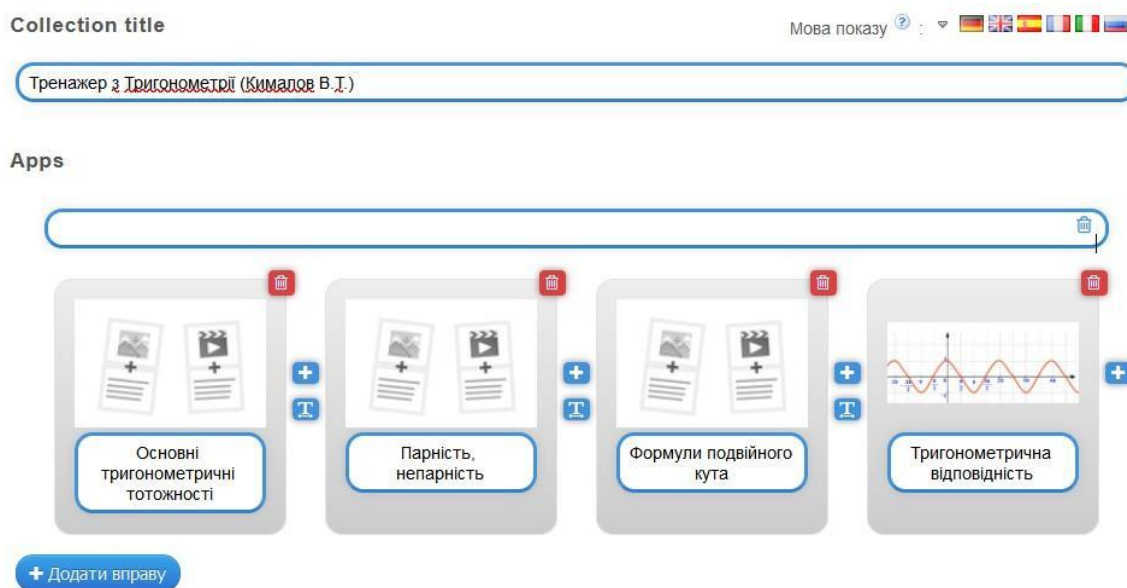 Collection title
Мова показу ? :
Тренажер з Тригонометрії (Кималов В.Т.)
Apps
Основні
тригонометричні
тотожності
Парність,
непарність
Формули подвійного
кута
Тригонометрична
відповідність
+ Додати вправу